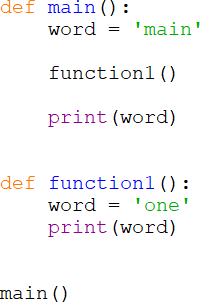 def main():
    word = 'main'
    function1()
    print(word)
def function1():
    word = 'one'
    print(word)
main()